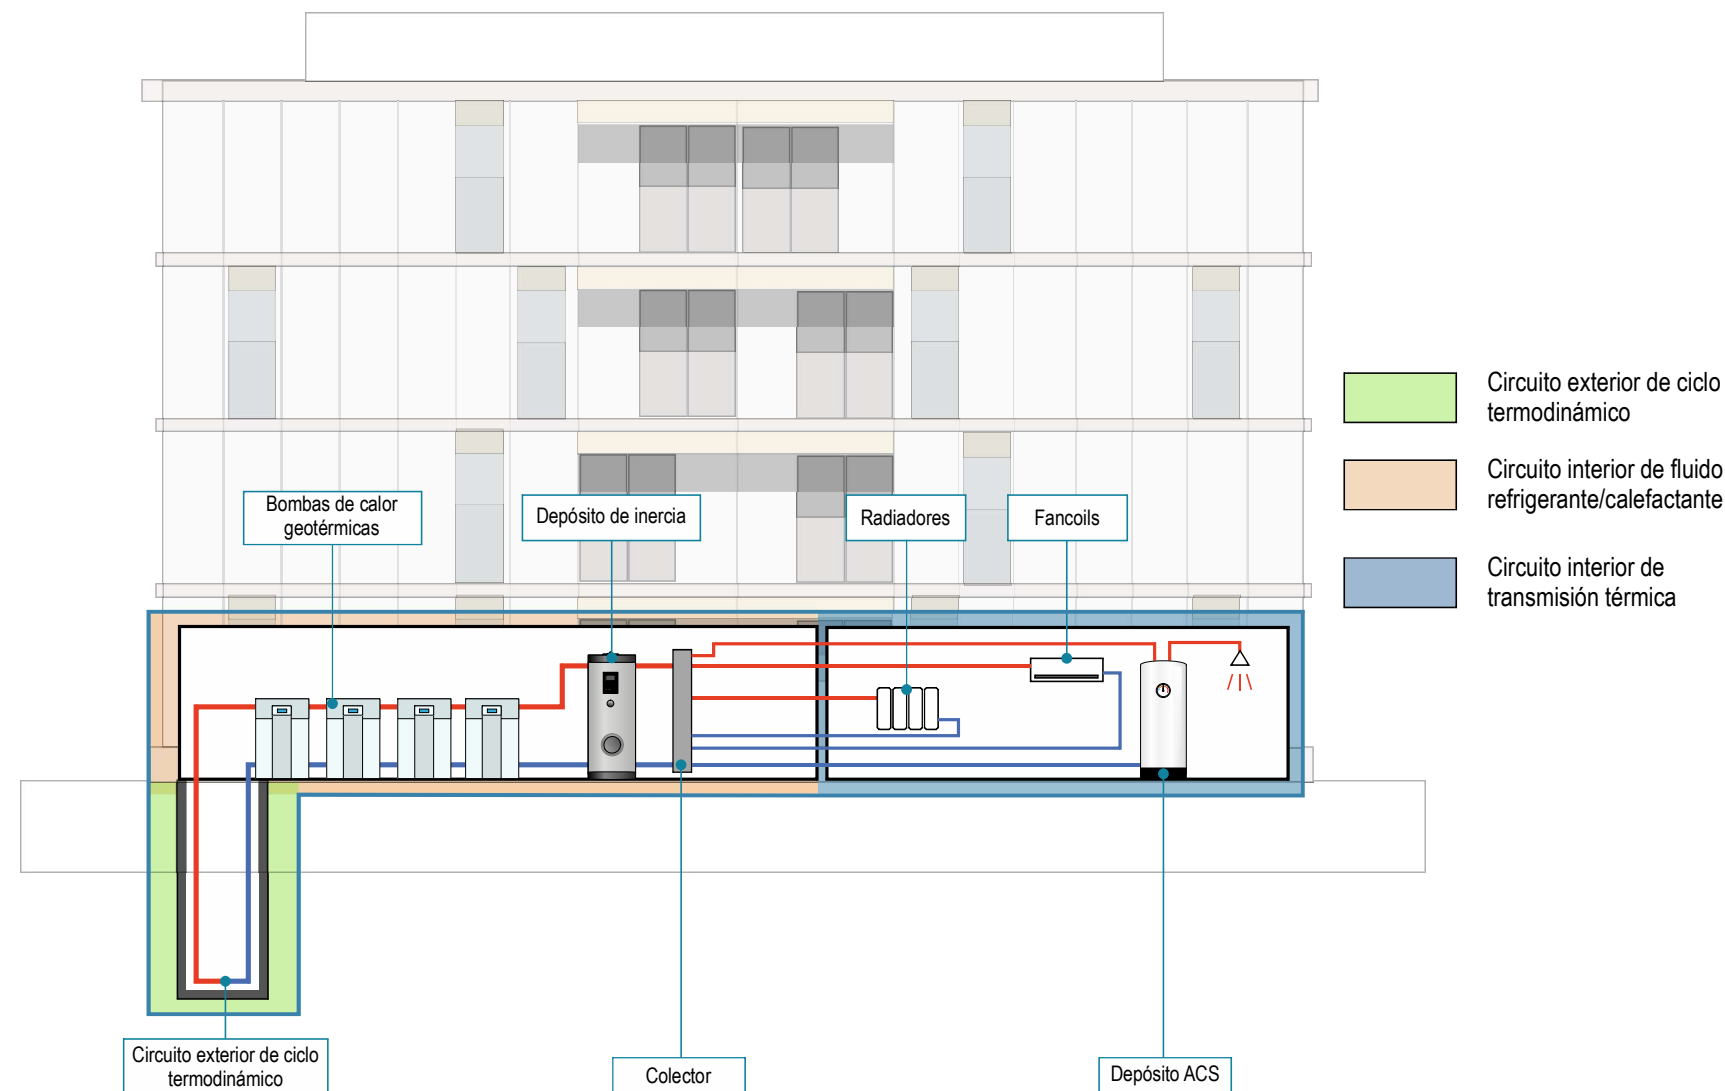 Circuito exterior de ciclo
termodinámico
Circuito interior de fluido
refrigerante/calefactante
Circuito interior de
transmisión térmica
Bombas de calor
geotérmicas
Depósito de inercia
Radiadores
Fancoils
Circuito exterior de ciclo
termodinámico
Colector
Depósito ACS